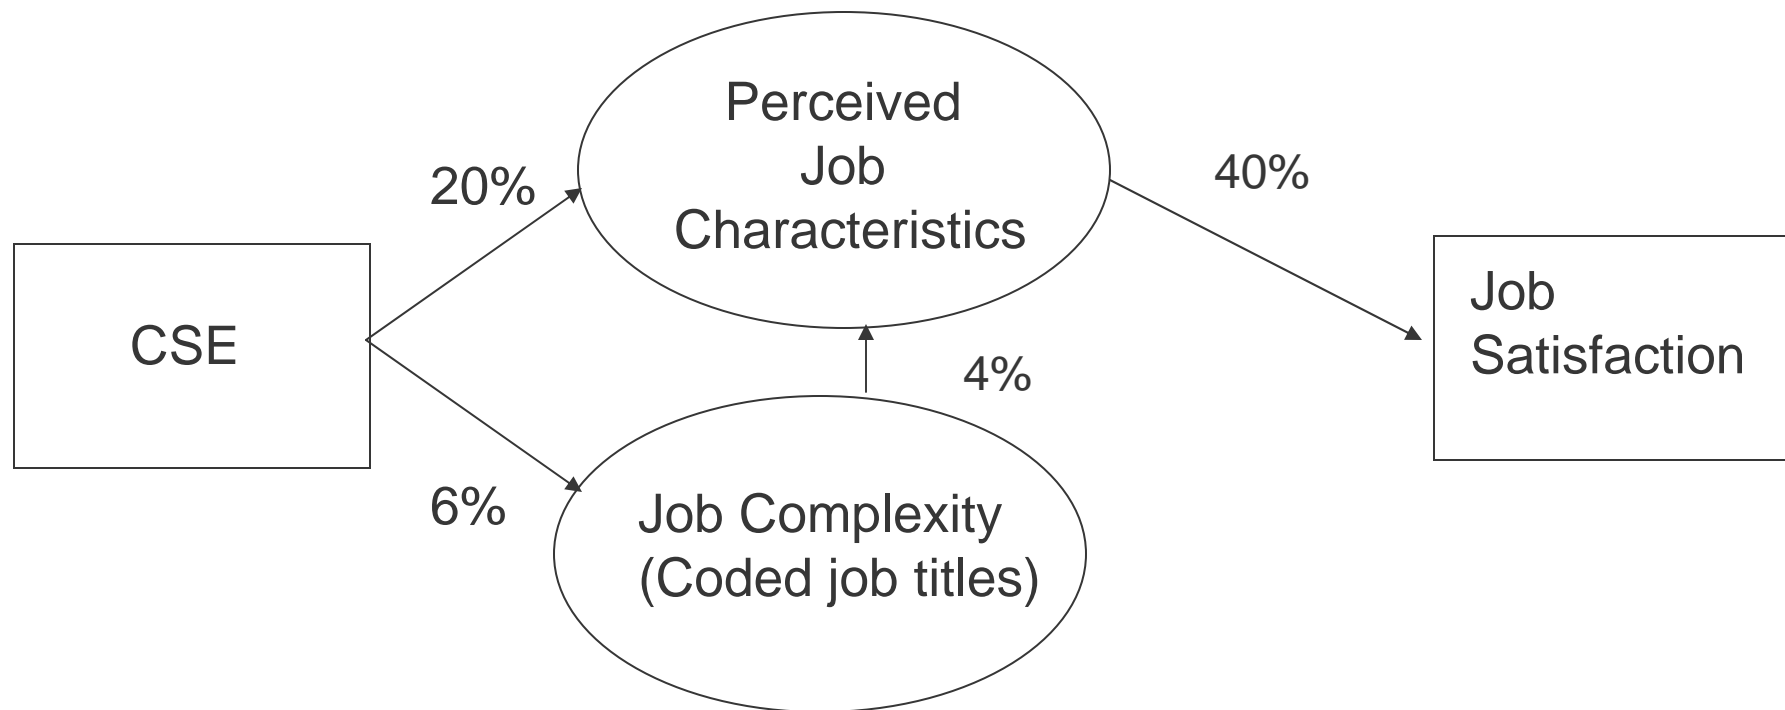 Perceived
Job
Characteristics
20%
40%
CSE
Job
Satisfaction
4%
6%
Job Complexity
(Coded job titles)